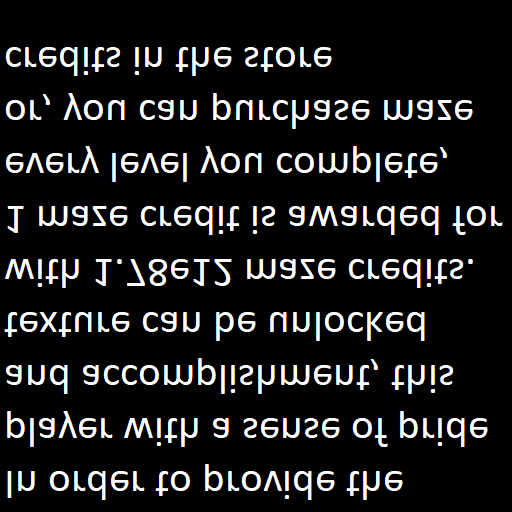 In order to provide the
player with a sense of pride
and accomplishment, this
texture can be unlocked
with 1.78e12 maze credits.
1 maze credit is awarded for
every level you complete,
or, you can purchase maze
credits in the store